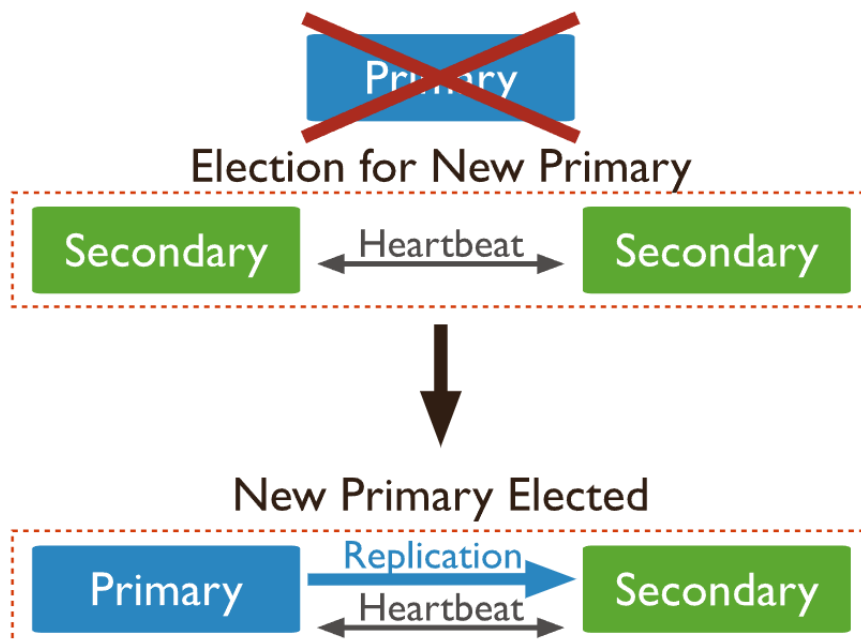 Primary
Election for New Primary
Secondary Heartbeat Secondary
New Primary Elected
Replication
Primary Secondary
Heartbeat